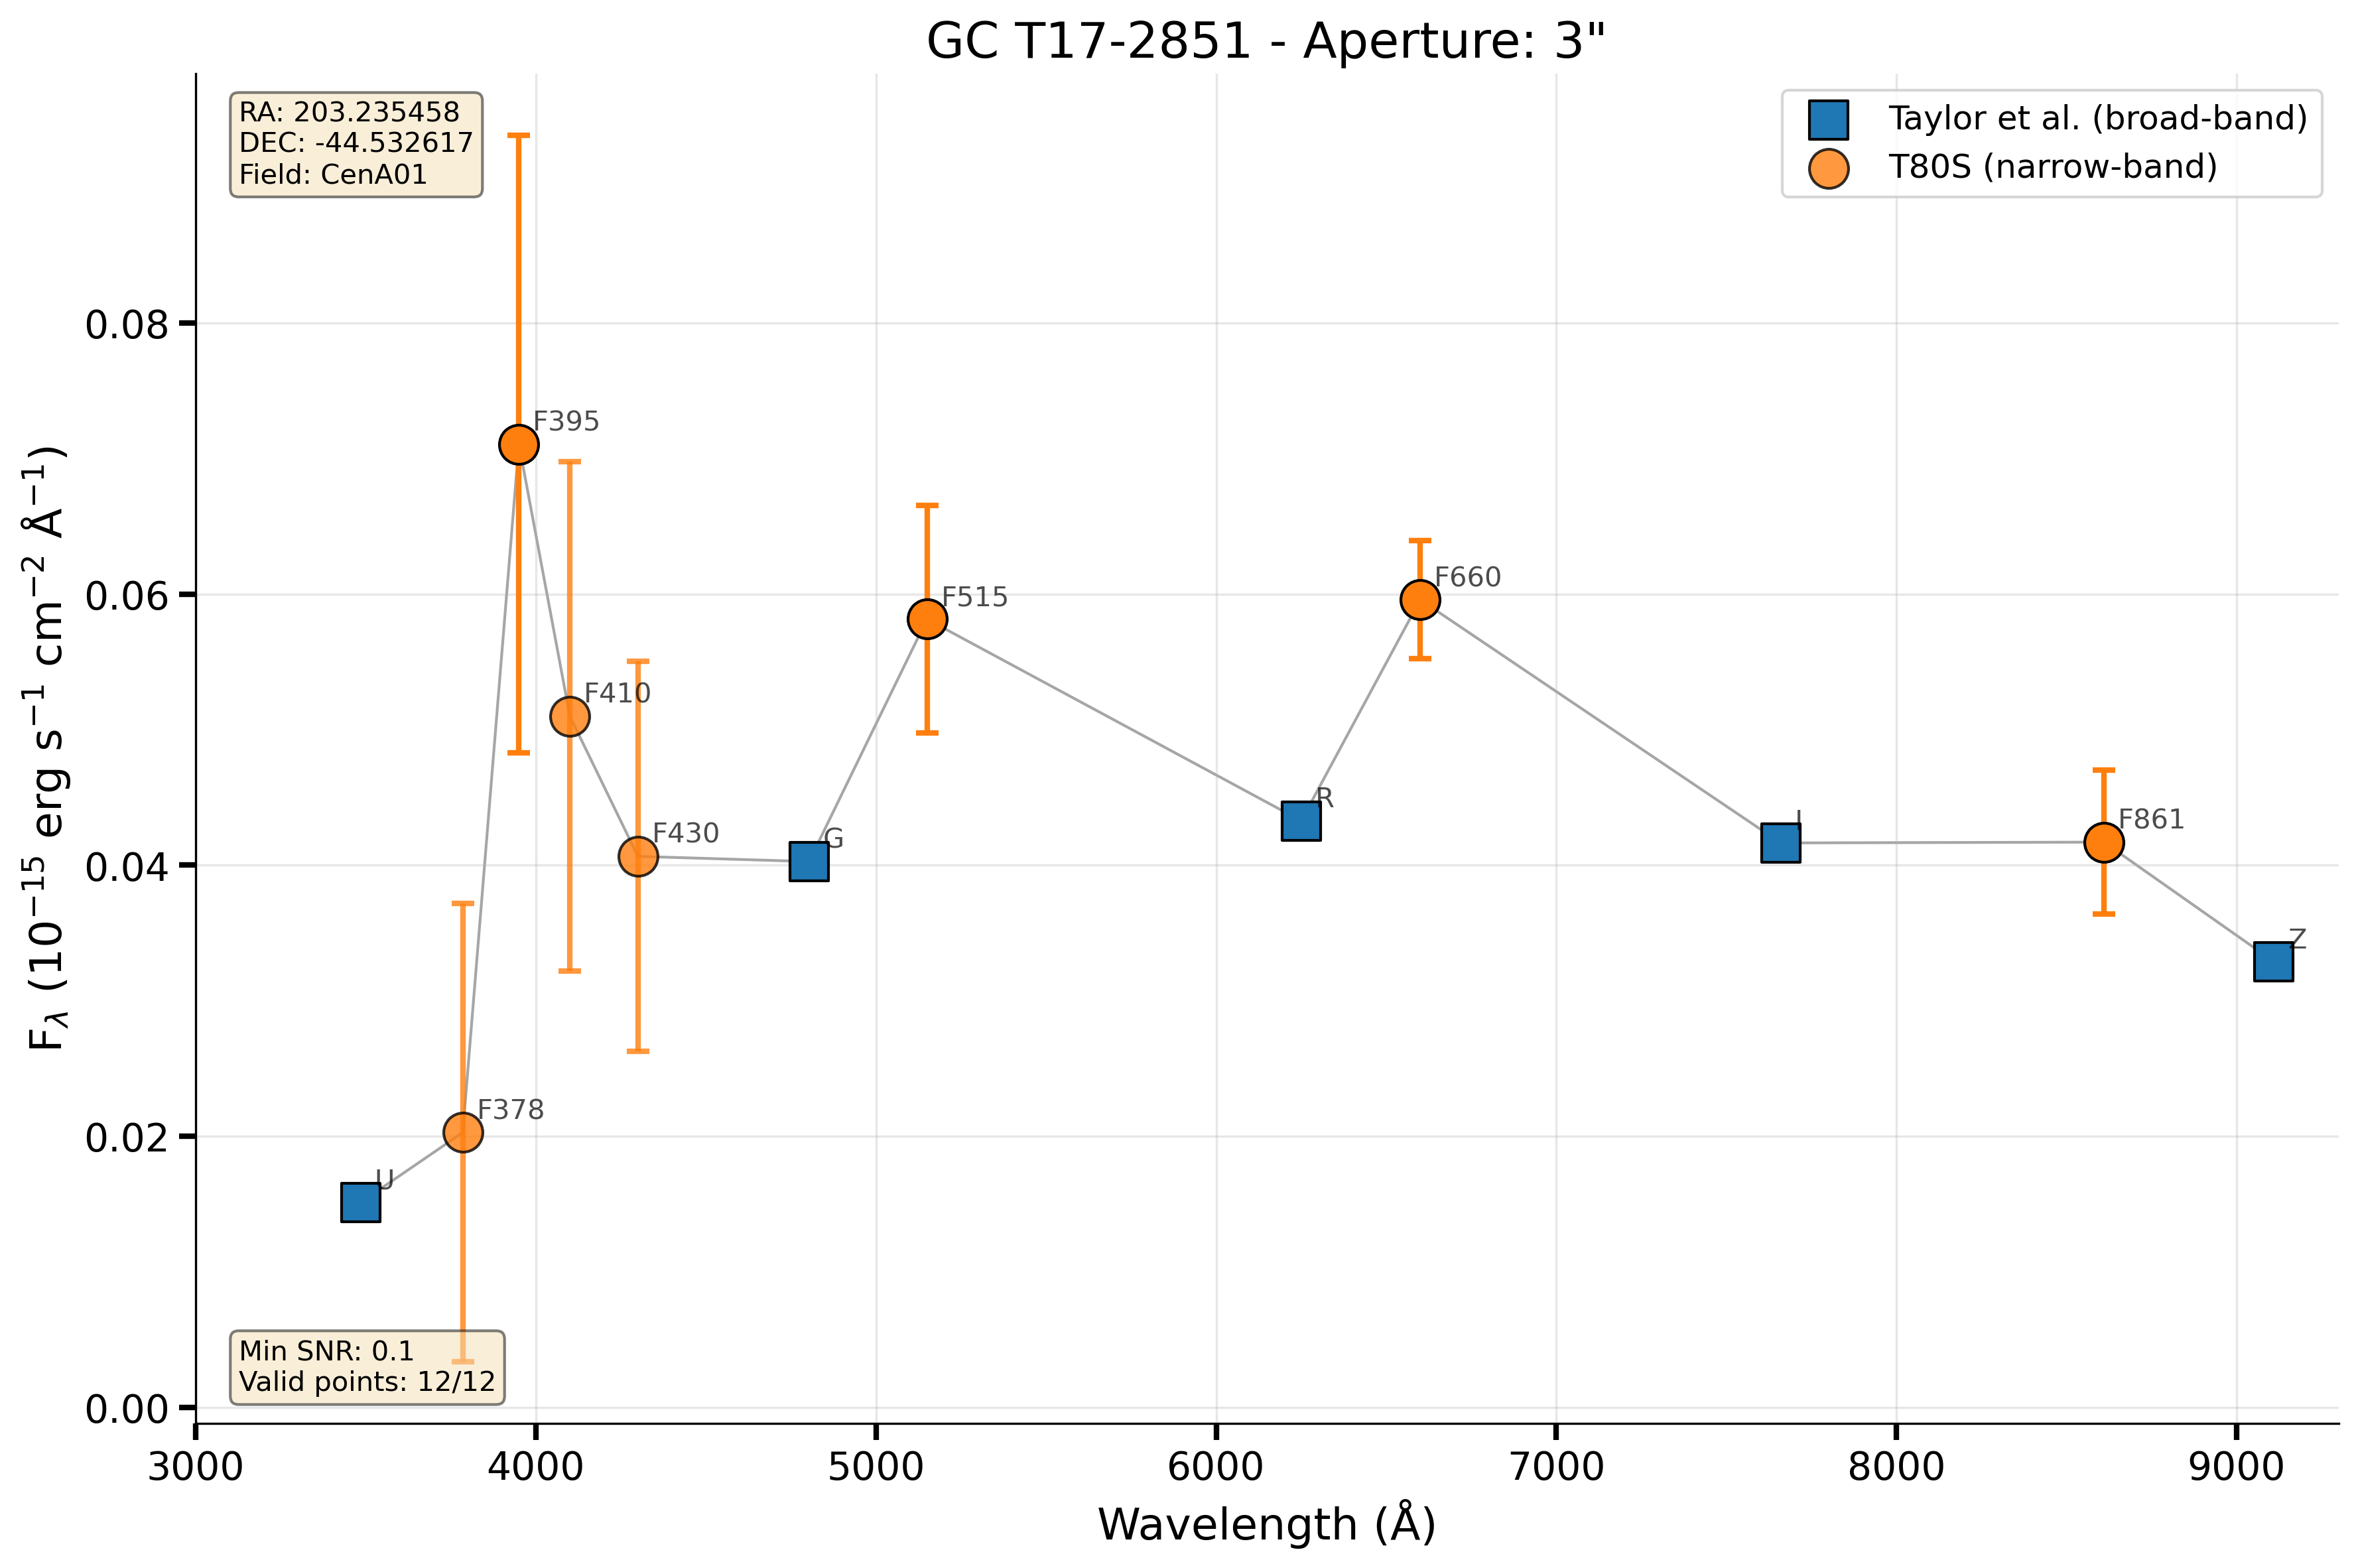 GC T17-2851 - Aperture: 3"
RA: 203.235458
DEC: -44.532617
Field: CenA01
Taylor et al. (broad-band)
T80S (narrow-band)
F395
F410
F430
F378
U
G
F515
R
F660
I
F861
Z
Min SNR: 0.1
Valid points: 12/12
0.08
0.06
0.04
0.02
0.00
F_λ (10⁻¹⁵ erg s⁻¹ cm⁻² Å⁻¹)
3000 4000 5000 6000 7000 8000 9000
Wavelength (Å)